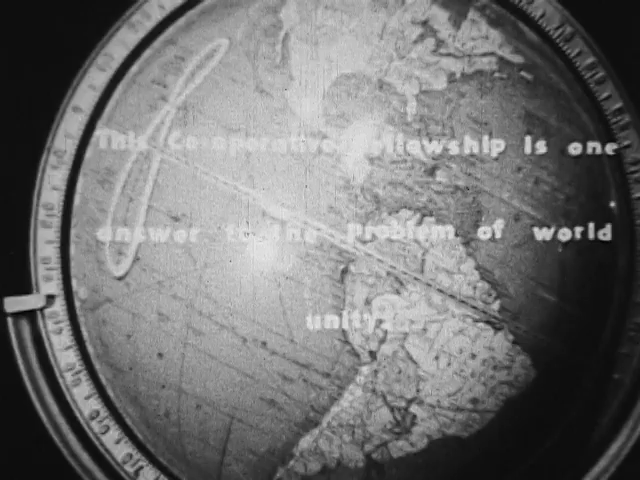 This Co-operative Fellowship is one
answer to the problem of world
unity.